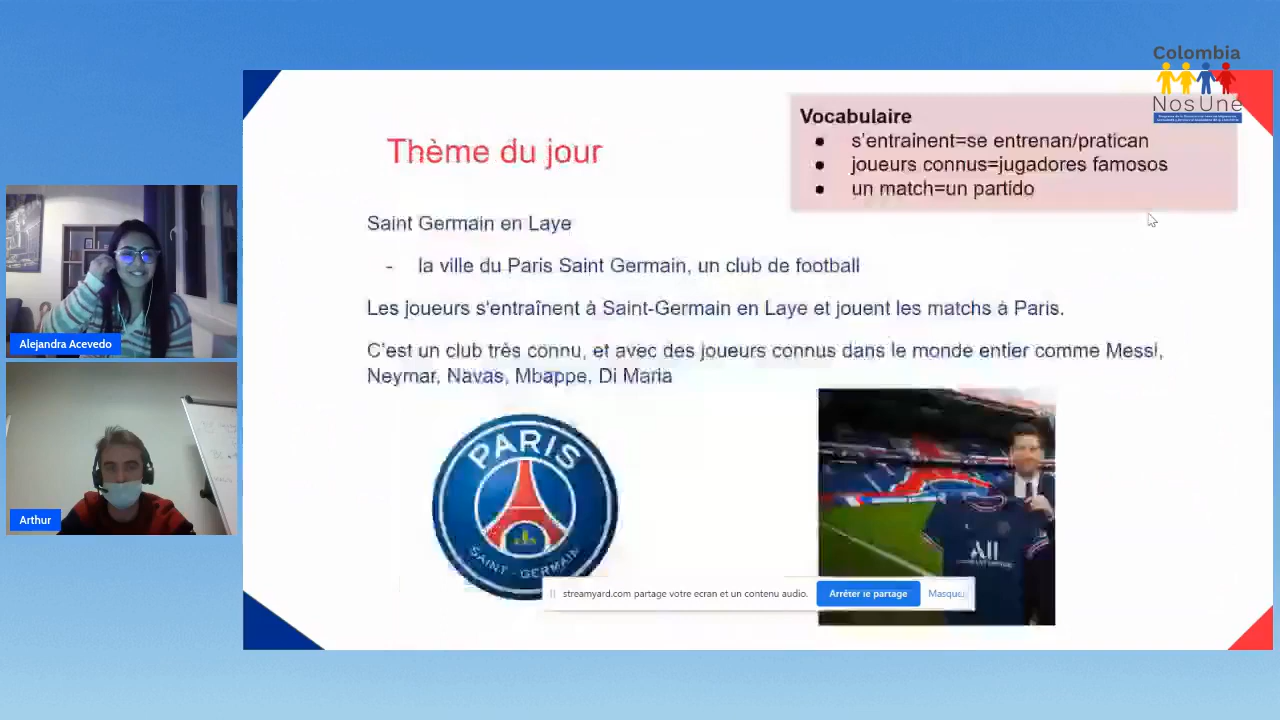 Colombia
NosUne
Vocabulaire
s'entrainent=se entrenan/pratican
joueurs connus=jugadores famosos
un match=un partido
Thème du jour
Saint Germain en Laye
- la ville du Paris Saint Germain, un club de football
Les joueurs s'entraînent à Saint-Germain en Laye et jouent les matchs à Paris.
C'est un club très connu, et avec des joueurs connus dans le monde entier comme Messi,
Neymar, Navas, Mbappe, Di Maria
Alejandra Acevedo
Arthur
PARIS
SAINT-GERMAIN
All
streamyard.com partage votre écran et un contenu audio.
Arrêter le partage